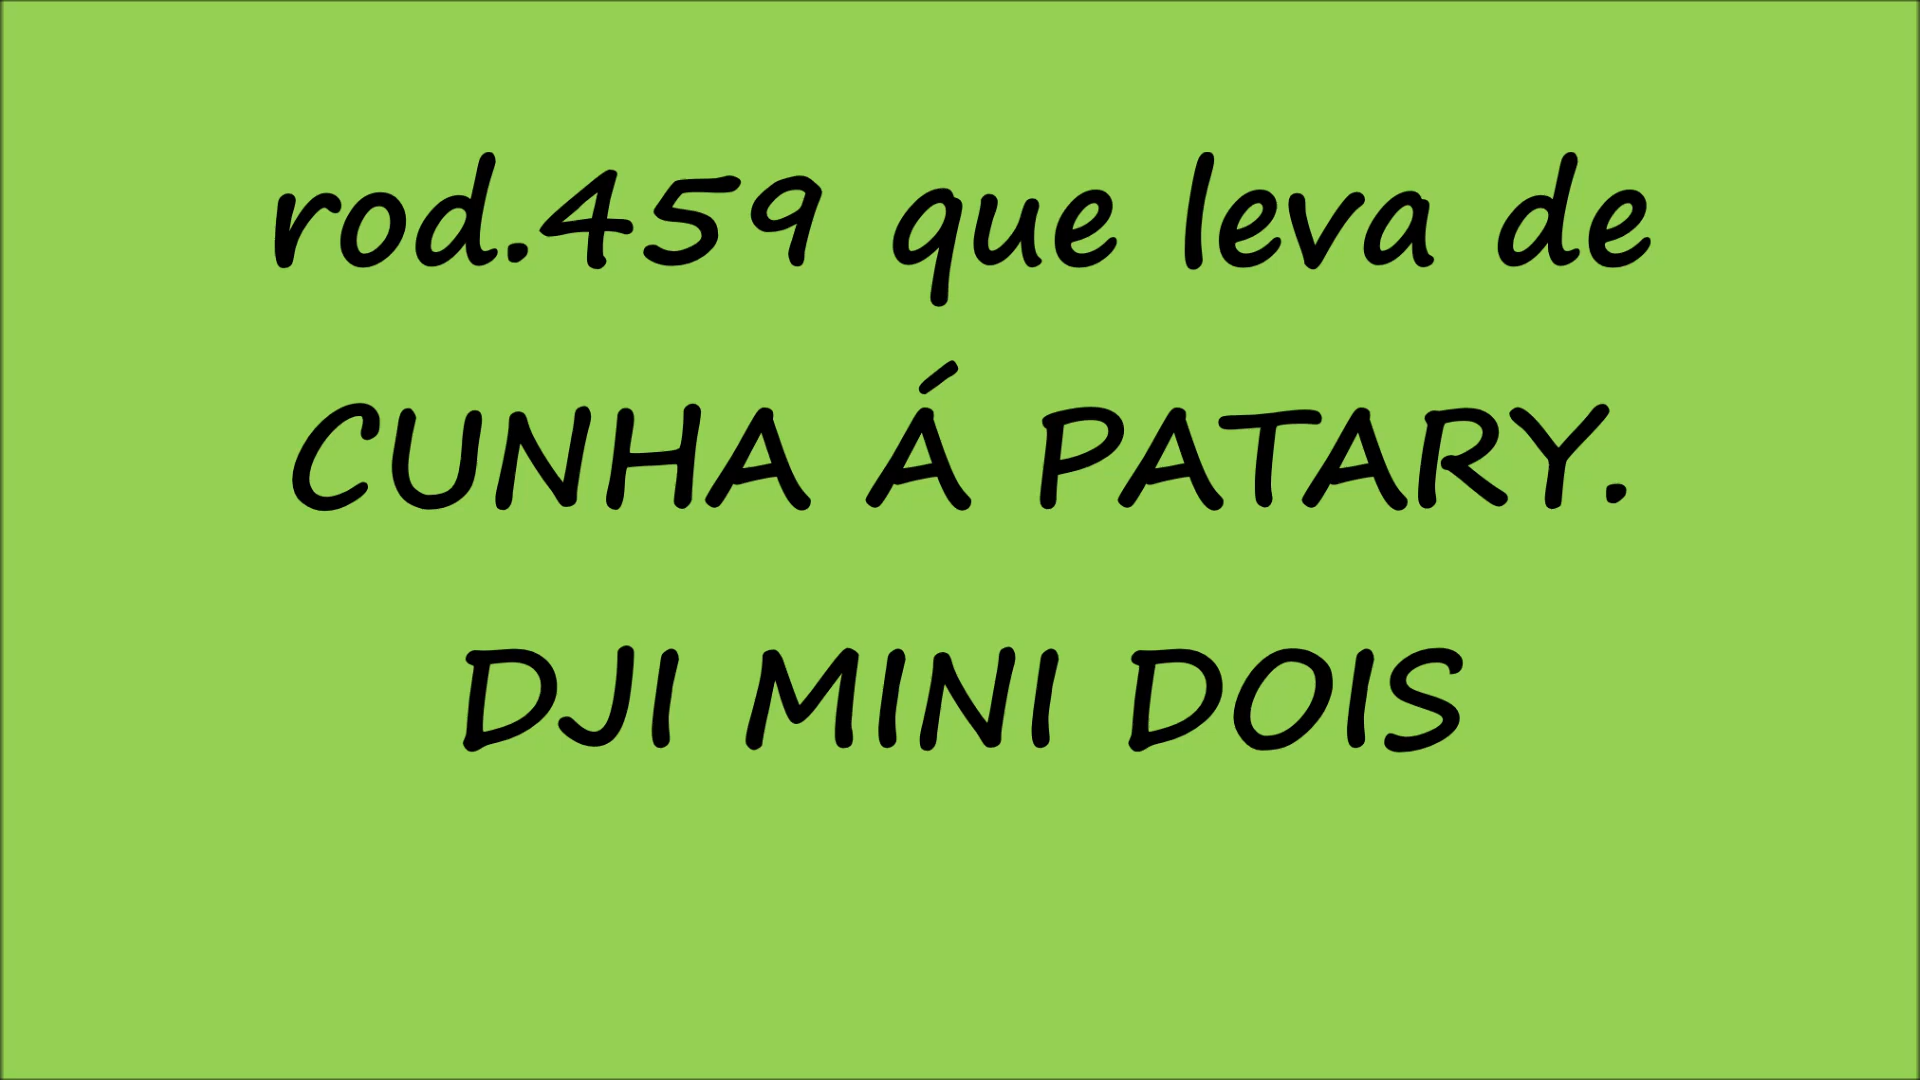 rod.459 que leva de
CUNHA Á PATARY.
DJI MINI DOIS